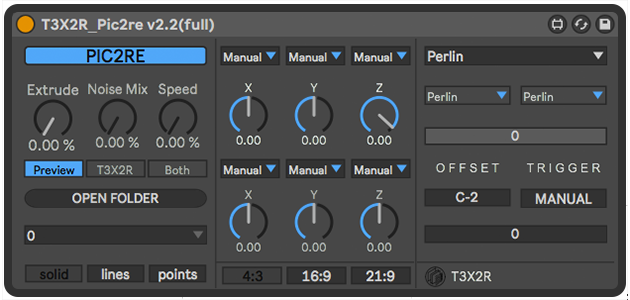 T3X2R_Pic2re v2.2(full)
PIC2RE
Extrude Noise Mix Speed
0.00 % 0.00 % 0.00 %
Preview T3X2R Both
OPEN FOLDER
0
solid lines points
Manual Manual Manual
X Y Z
0.00 0.00 0.00
Manual Manual Manual
X Y Z
0.00 0.00 0.00
4:3 16:9 21:9
Perlin
Perlin Perlin
0
OFFSET TRIGGER
C-2 MANUAL
0
T3X2R